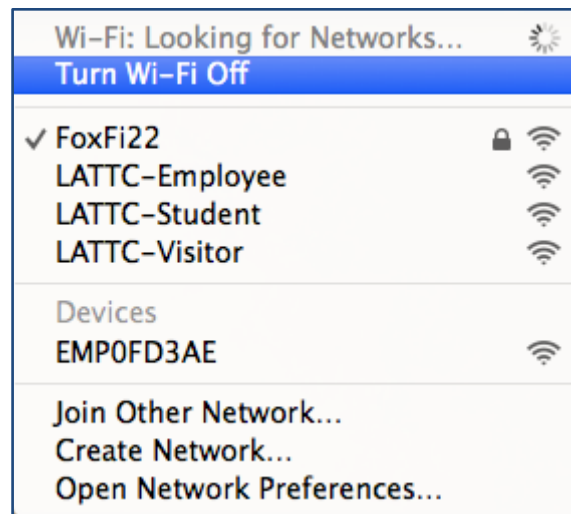 Wi-Fi: Looking for Networks...
Turn Wi-Fi Off
FoxFi22
LATTC-Employee
LATTC-Student
LATTC-Visitor
Devices
EMP0FD3AE
Join Other Network...
Create Network...
Open Network Preferences...